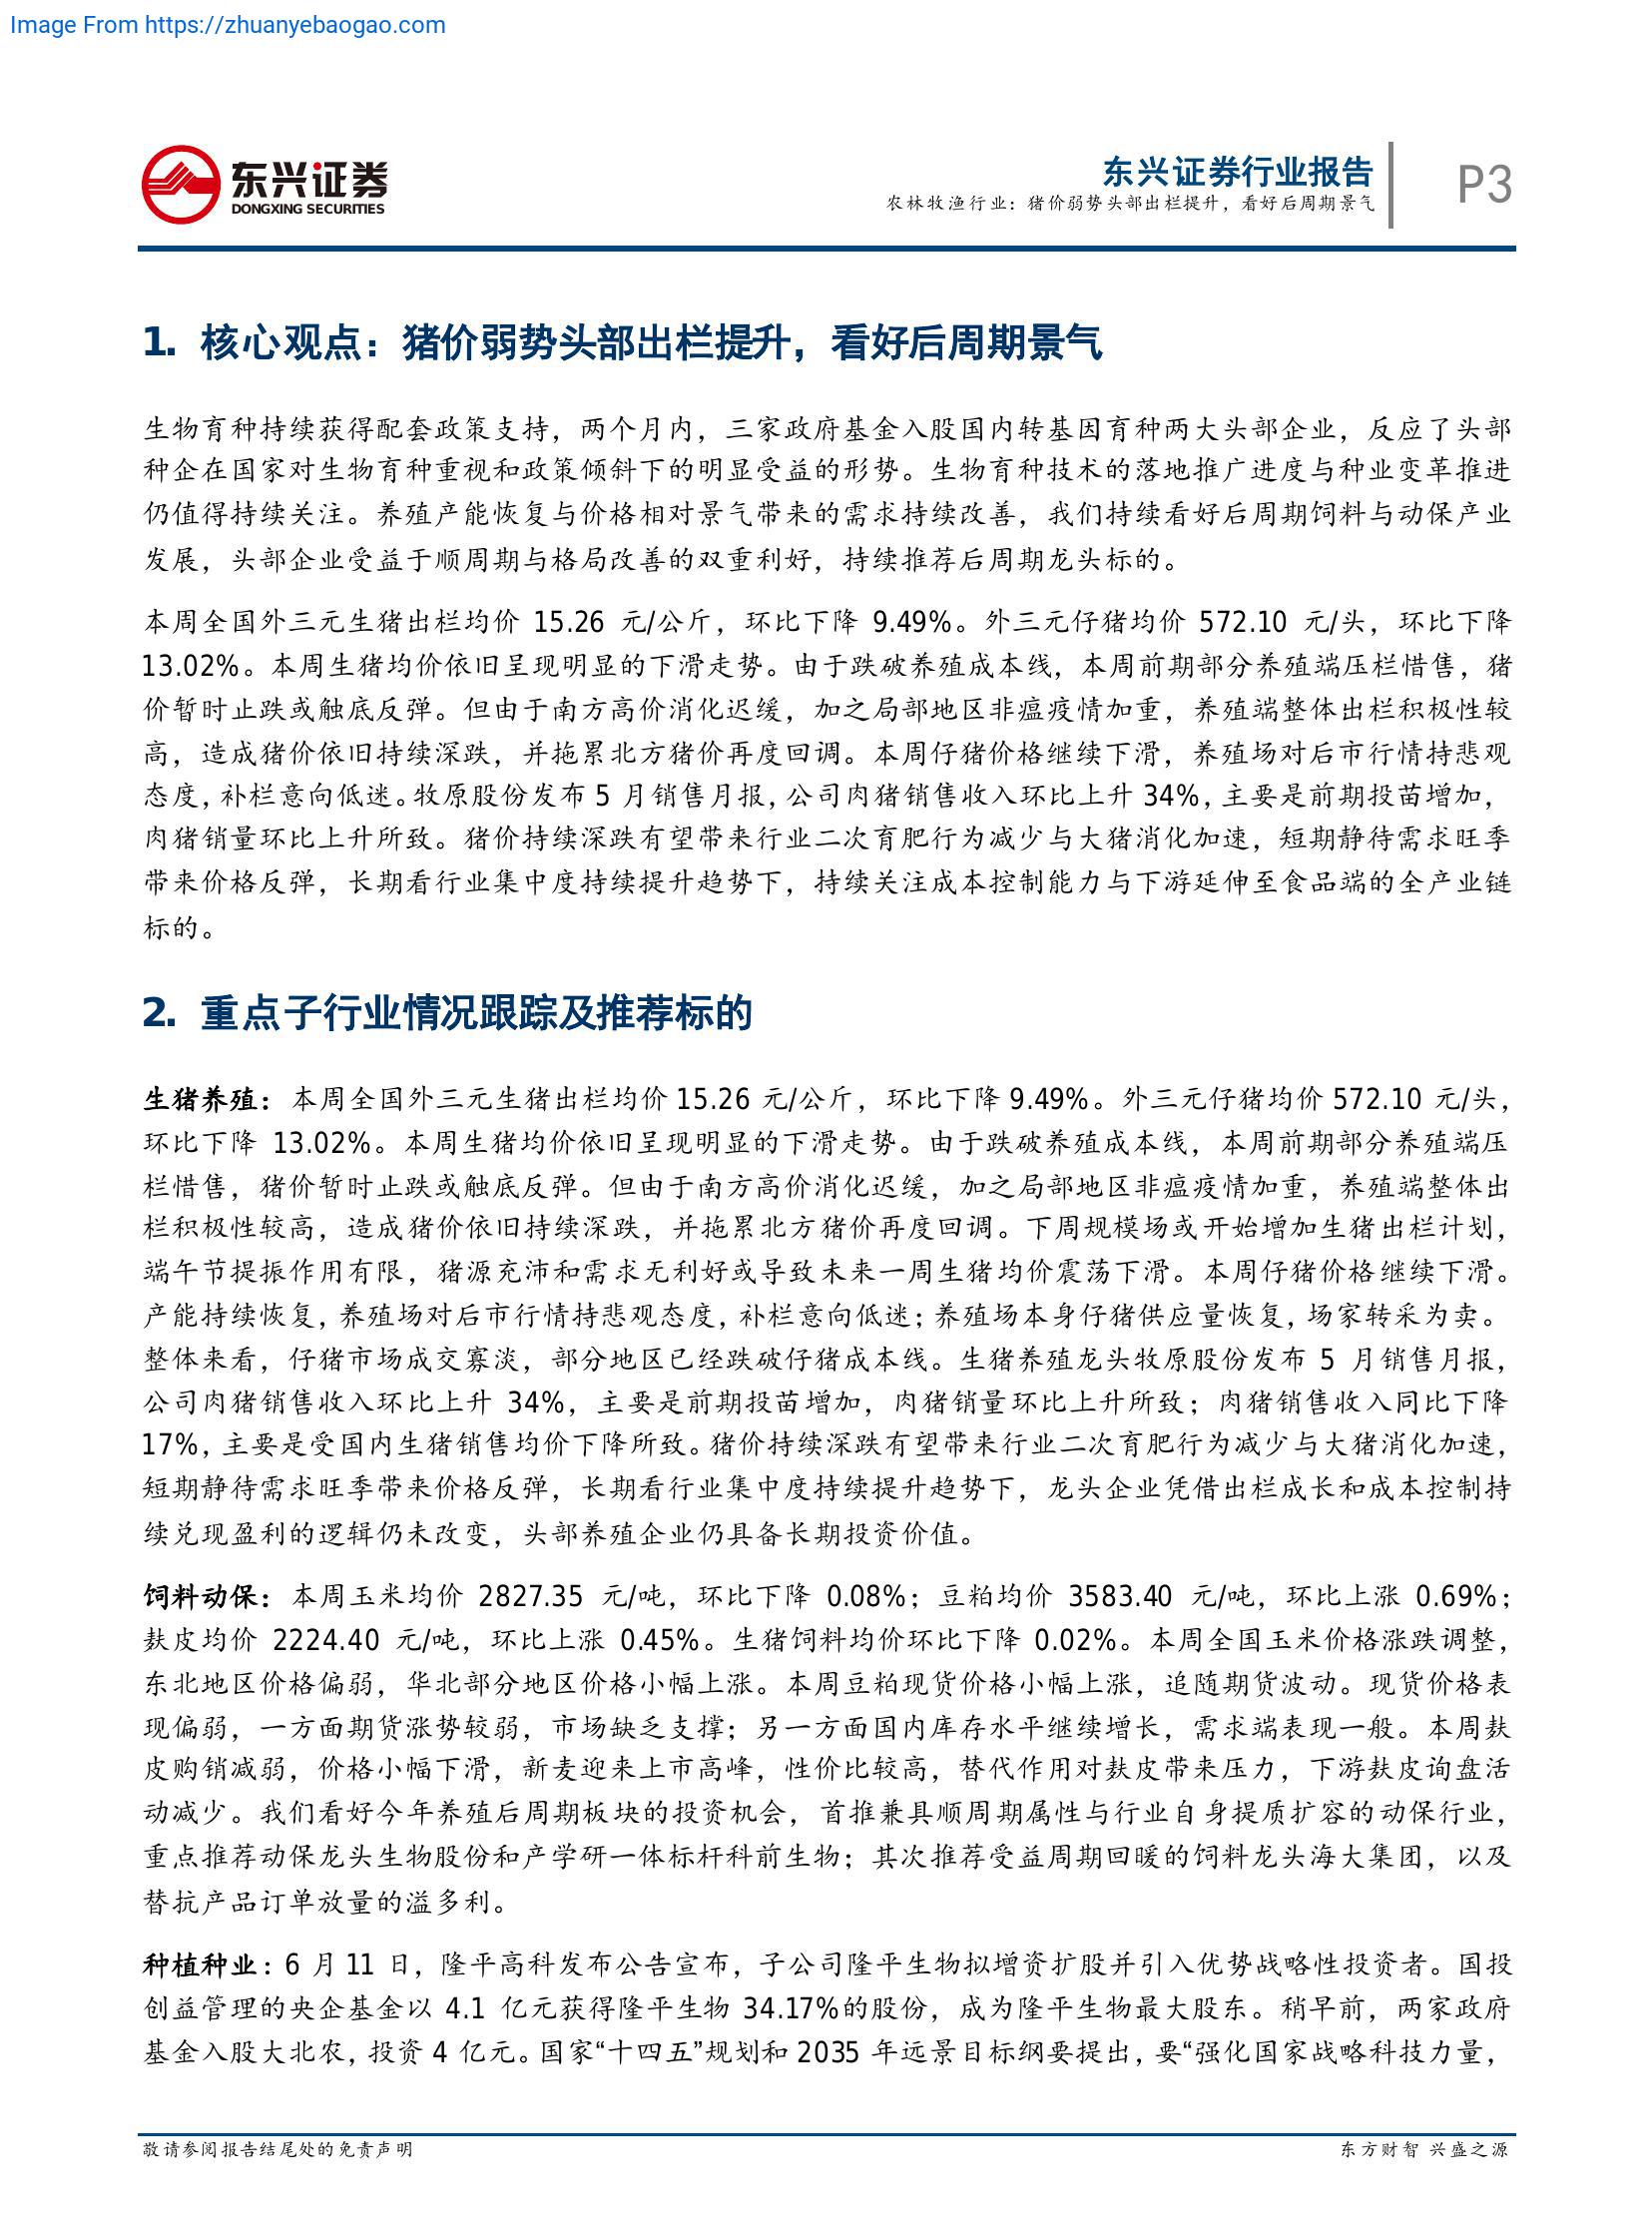 Image From https://zhuanyebaogao.com
东兴证券
DONGXING SECURITIES
东兴证券行业报告
农林牧渔行业：猪价弱势头部出栏提升，看好后周期景气
P3
1. 核心观点：猪价弱势头部出栏提升，看好后周期景气
生物育种持续获得配套政策支持，两个月内，三家政府基金入股国内转基因育种两大头部企业，反应了头部
种企在国家对生物育种重视和政策倾斜下的明显受益的形势。生物育种技术的落地推广进度与种业变革推进
仍值得持续关注。养殖产能恢复与价格相对景气带来的需求持续改善，我们持续看好后周期饲料与动保产业
发展，头部企业受益于顺周期与格局改善的双重利好，持续推荐后周期龙头标的。
本周全国外三元生猪出栏均价 15.26 元/公斤，环比下降 9.49%。外三元仔猪均价 572.10 元/头，环比下降
13.02%。本周生猪均价依旧呈现明显的下滑走势。由于跌破养殖成本线，本周前期部分养殖端压栏惜售，猪
价暂时止跌或触底反弹。但由于南方高价消化迟缓，加之局部地区非瘟疫情加重，养殖端整体出栏积极性较
高，造成猪价依旧持续深跌，并拖累北方猪价再度回调。本周仔猪价格继续下滑，养殖场对后市行情持悲观
态度，补栏意向低迷。牧原股份发布 5 月销售月报，公司肉猪销售收入环比上升 34%，主要是前期投苗增加，
肉猪销量环比上升所致。猪价持续深跌有望带来行业二次育肥行为减少与大猪消化加速，短期静待需求旺季
带来价格反弹，长期看行业集中度持续提升趋势下，持续关注成本控制能力与下游延伸至食品端的全产业链
标的。
2. 重点子行业情况跟踪及推荐标的
生猪养殖：本周全国外三元生猪出栏均价 15.26 元/公斤，环比下降 9.49%。外三元仔猪均价 572.10 元/头，
环比下降 13.02%。本周生猪均价依旧呈现明显的下滑走势。由于跌破养殖成本线，本周前期部分养殖端压
栏惜售，猪价暂时止跌或触底反弹。但由于南方高价消化迟缓，加之局部地区非瘟疫情加重，养殖端整体出
栏积极性较高，造成猪价依旧持续深跌，并拖累北方猪价再度回调。下周规模场或开始增加生猪出栏计划，
端午节提振作用有限，猪源充沛和需求无利好或导致未来一周生猪均价震荡下滑。本周仔猪价格继续下滑。
产能持续恢复，养殖场对后市行情持悲观态度，补栏意向低迷；养殖场本身仔猪供应量恢复，场家转采为卖。
整体来看，仔猪市场成交寡淡，部分地区已经跌破仔猪成本线。生猪养殖龙头牧原股份发布 5 月销售月报，
公司肉猪销售收入环比上升 34%，主要是前期投苗增加，肉猪销量环比上升所致；肉猪销售收入同比下降
17%，主要是受国内生猪销售均价下降所致。猪价持续深跌有望带来行业二次育肥行为减少与大猪消化加速，
短期静待需求旺季带来价格反弹，长期看行业集中度持续提升趋势下，龙头企业凭借出栏成长和成本控制持
续兑现盈利的逻辑仍未改变，头部养殖企业仍具备长期投资价值。
饲料动保：本周玉米均价 2827.35 元/吨，环比下降 0.08%；豆粕均价 3583.40 元/吨，环比上涨 0.69%；
麸皮均价 2224.40 元/吨，环比上涨 0.45%。生猪饲料均价环比下降 0.02%。本周全国玉米价格涨跌调整，
东北地区价格偏弱，华北部分地区价格小幅上涨。本周豆粕现货价格小幅上涨，追随期货波动。现货价格表
现偏弱，一方面期货涨势较弱，市场缺乏支撑；另一方面国内库存水平继续增长，需求端表现一般。本周麸
皮购销减弱，价格小幅下滑，新麦迎来上市高峰，性价比较高，替代作用对麸皮带来压力，下游麸皮询盘活
动减少。我们看好今年养殖后周期板块的投资机会，首推兼具顺周期属性与行业自身提质扩容的动保行业，
重点推荐动保龙头生物股份和产学研一体标杆科前生物；其次推荐受益周期回暖的饲料龙头海大集团，以及
替抗产品订单放量的溢多利。
种植种业：6 月 11 日，隆平高科发布公告宣布，子公司隆平生物拟增资扩股并引入优势战略性投资者。国投
创益管理的央企基金以 4.1 亿元获得隆平生物 34.17%的股份，成为隆平生物最大股东。稍早前，两家政府
基金入股大北农，投资 4 亿元。国家“十四五”规划和 2035 年远景目标纲要提出，要“强化国家战略科技力量，
敬请参阅报告结尾处的免责声明
东方财智 兴盛之源